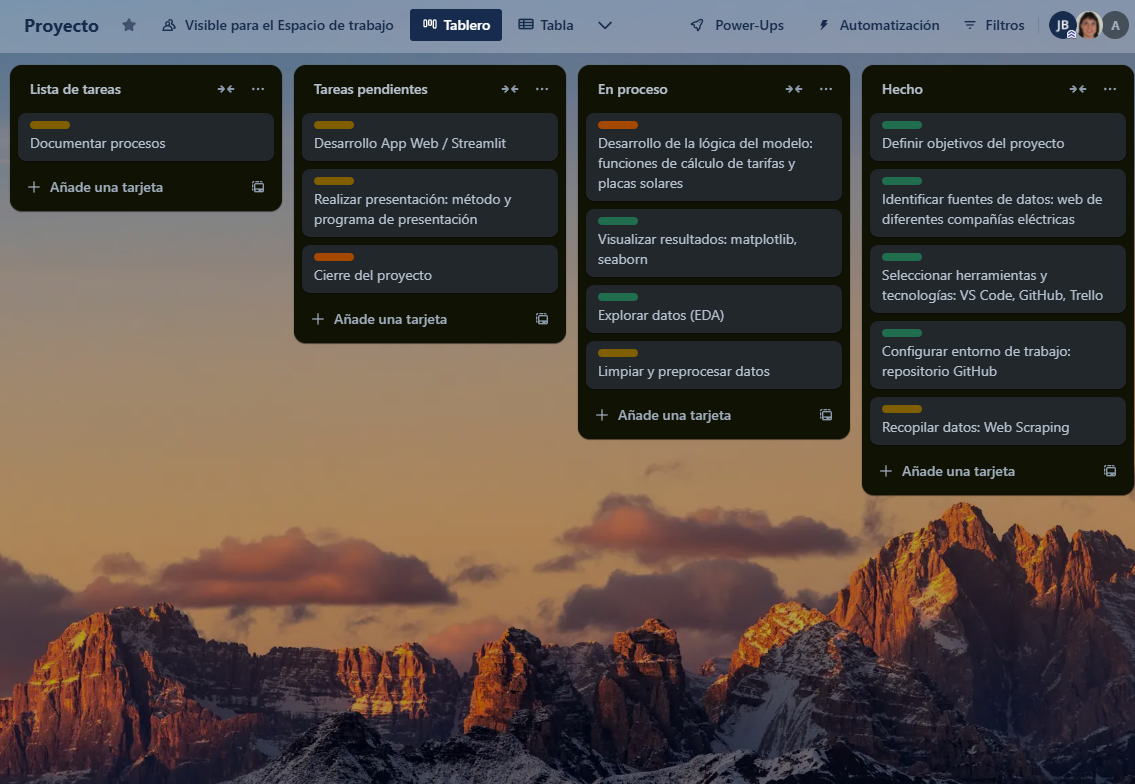 Proyecto
Visible para el Espacio de trabajo
Tablero
Tabla
Power-Ups
Automatización
Filtros
JB
A
Lista de tareas
Documentar procesos
Añade una tarjeta
Tareas pendientes
Desarrollo App Web / Streamlit
Realizar presentación: método y
programa de presentación
Cierre del proyecto
Añade una tarjeta
En proceso
Desarrollo de la lógica del modelo:
funciones de cálculo de tarifas y
placas solares
Visualizar resultados: matplotlib,
seaborn
Explorar datos (EDA)
Limpiar y preprocesar datos
Añade una tarjeta
Hecho
Definir objetivos del proyecto
Identificar fuentes de datos: web de
diferentes compañías eléctricas
Seleccionar herramientas y
tecnologías: VS Code, GitHub, Trello
Configurar entorno de trabajo:
repositorio GitHub
Recopilar datos: Web Scraping
Añade una tarjeta